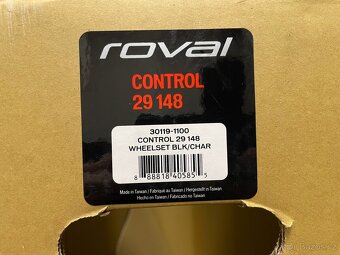 roval
CONTROL
29 148
30119-1100
CONTROL 29 148
WHEELSET BLK/CHAR
8 88818 40585 5
Made in Taiwan / Fabriqué au Taiwan / Hergestellt in Taiwan
Hecho en Taiwan / Fabricado no Taiwan